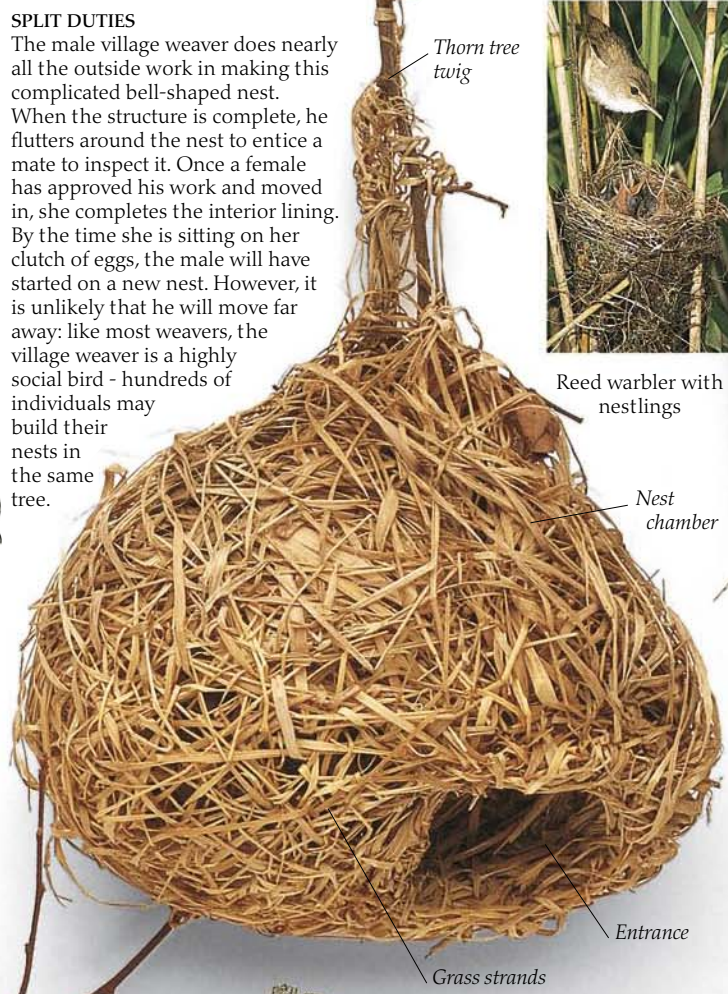 SPLIT DUTIES
The male village weaver does nearly
all the outside work in making this
complicated bell-shaped nest.
When the structure is complete, he
flutters around the nest to entice a
mate to inspect it. Once a female
has approved his work and moved
in, she completes the interior lining.
By the time she is sitting on her
clutch of eggs, the male will have
started on a new nest. However, it
is unlikely that he will move far
away: like most weavers, the
village weaver is a highly
social bird - hundreds of
individuals may
build their
nests in
the same
tree.
Thorn tree
twig
Reed warbler with
nestlings
Nest
chamber
Entrance
Grass strands